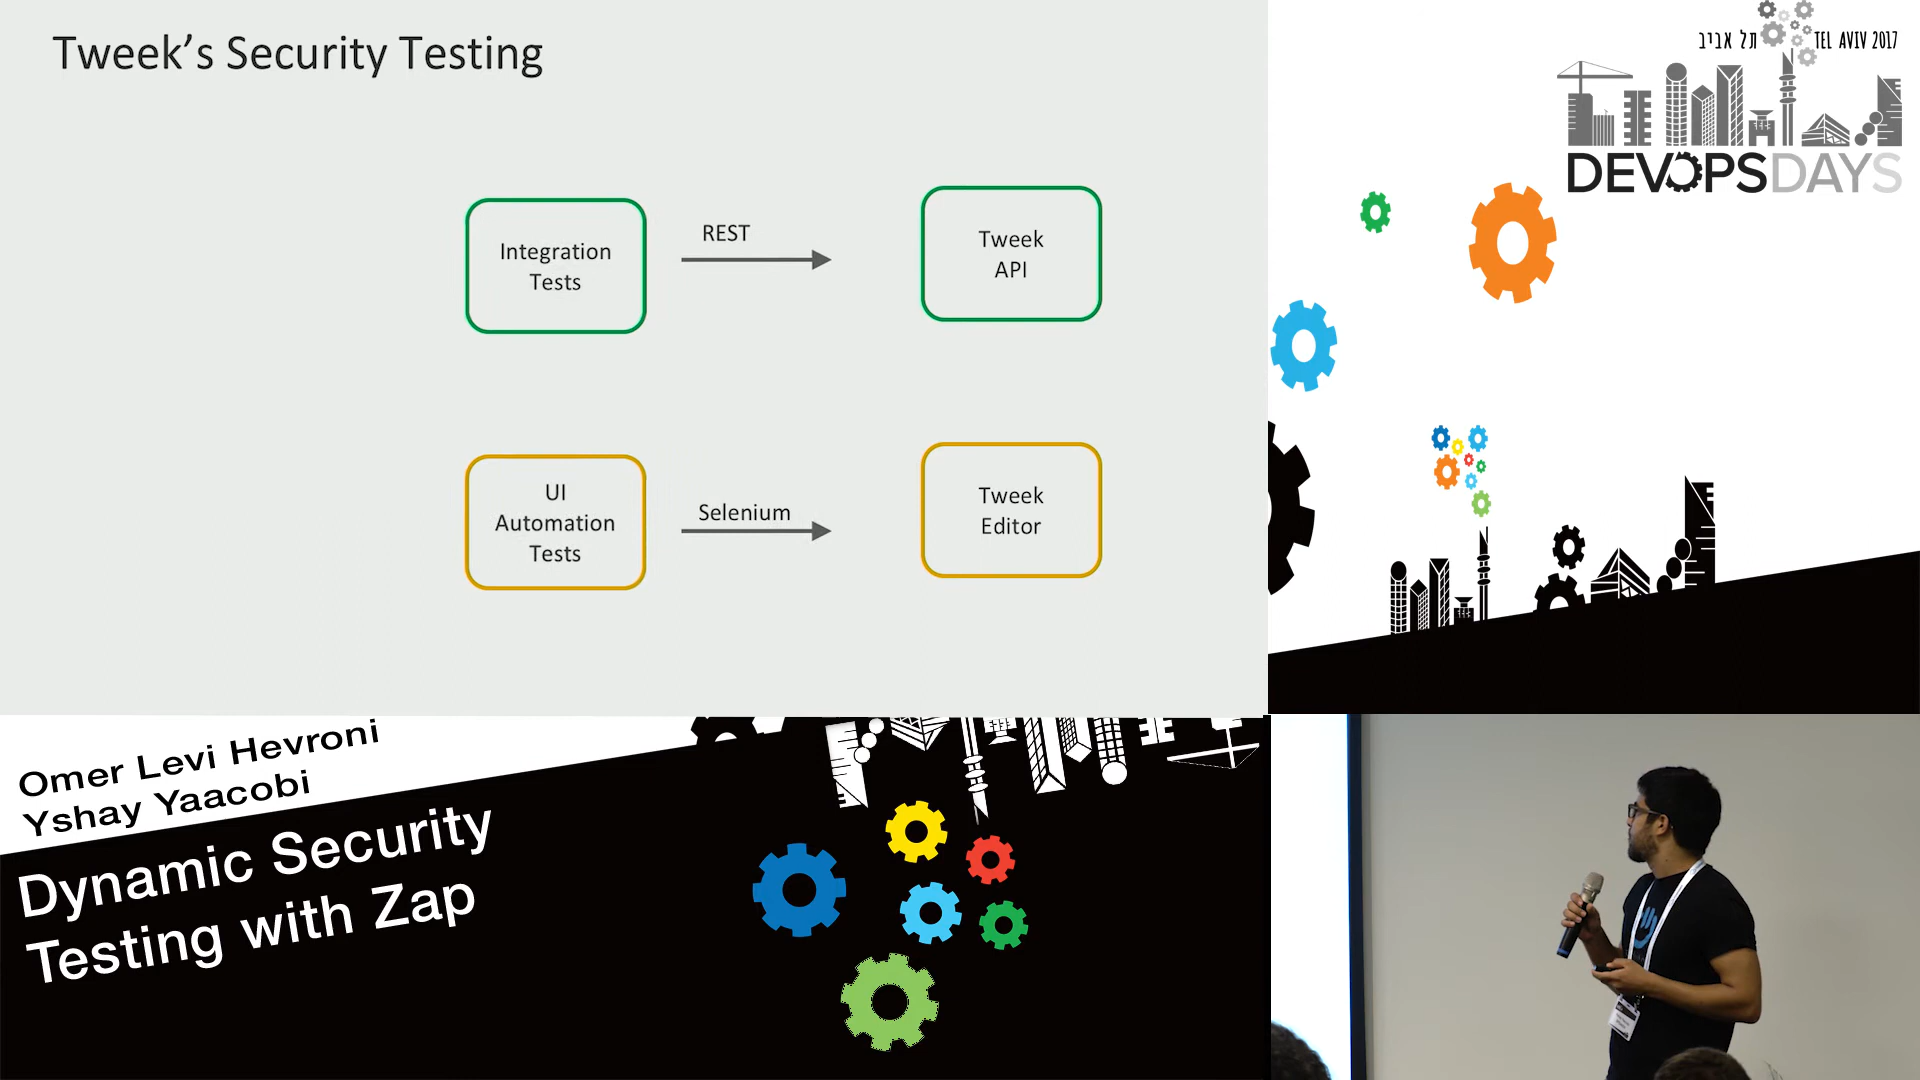 Tweek's Security Testing
Integration
Tests
REST
Tweek
API
UI
Automation
Tests
Selenium
Tweek
Editor
תל אביב TEL AVIV 2017
DEVOPSDAYS
Omer Levi Hevroni
Yshay Yaacobi
Dynamic Security
Testing with Zap